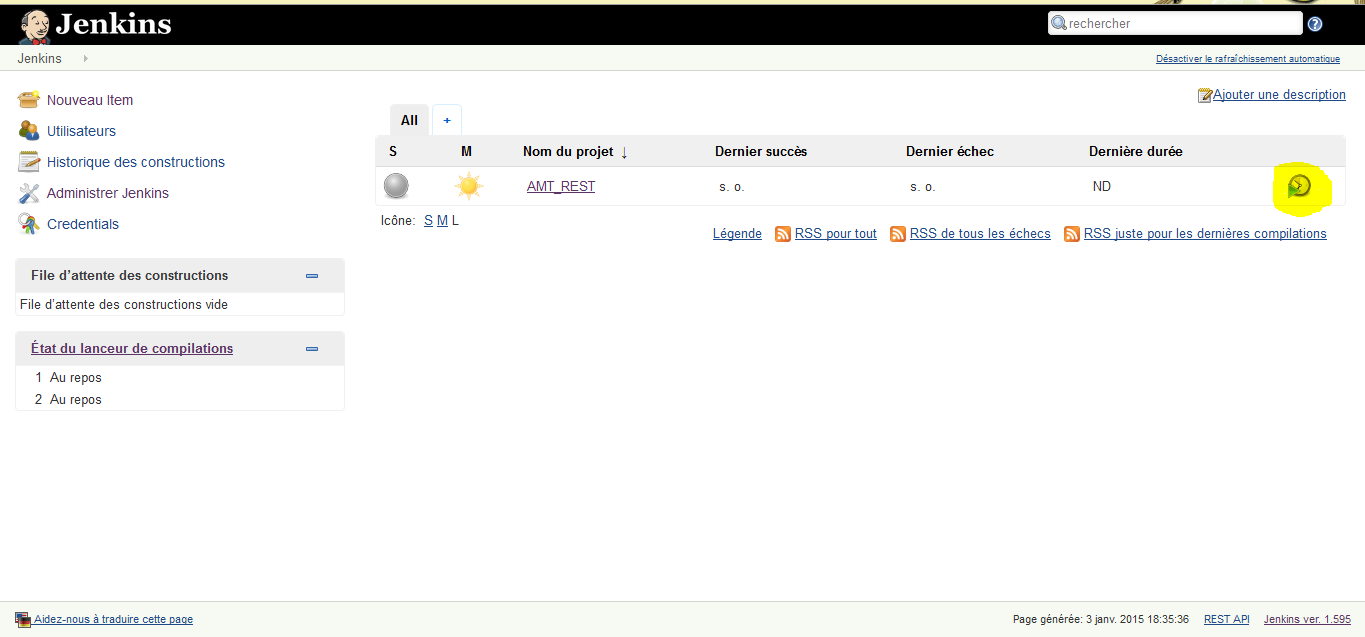 Jenkins
rechercher
Jenkins
Désactiver le rafraîchissement automatique
Nouveau Item
Utilisateurs
Historique des constructions
Administrer Jenkins
Credentials
File d'attente des constructions
File d'attente des constructions vide
État du lanceur de compilations
1 Au repos
2 Au repos
Ajouter une description
All +
S M Nom du projet ↓ Dernier succès Dernier échec Dernière durée
AMT_REST s. o. s. o. ND
Icône: S M L
Légende RSS pour tout RSS de tous les échecs RSS juste pour les dernières compilations
Aidez-nous à traduire cette page
Page générée: 3 janv. 2015 18:35:36 REST API Jenkins ver. 1.595